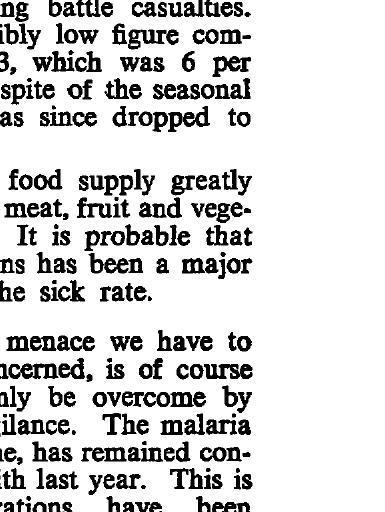 ng battle casualties.
ibly low figure com-
3, which was 6 per
spite of the seasonal
as since dropped to
food supply greatly
meat, fruit and vege-
It is probable that
ns has been a major
he sick rate.
menace we have to
ncerned, is of course
nly be overcome by
gilance. The malaria
ne, has remained con-
ith last year. This is
rations have been